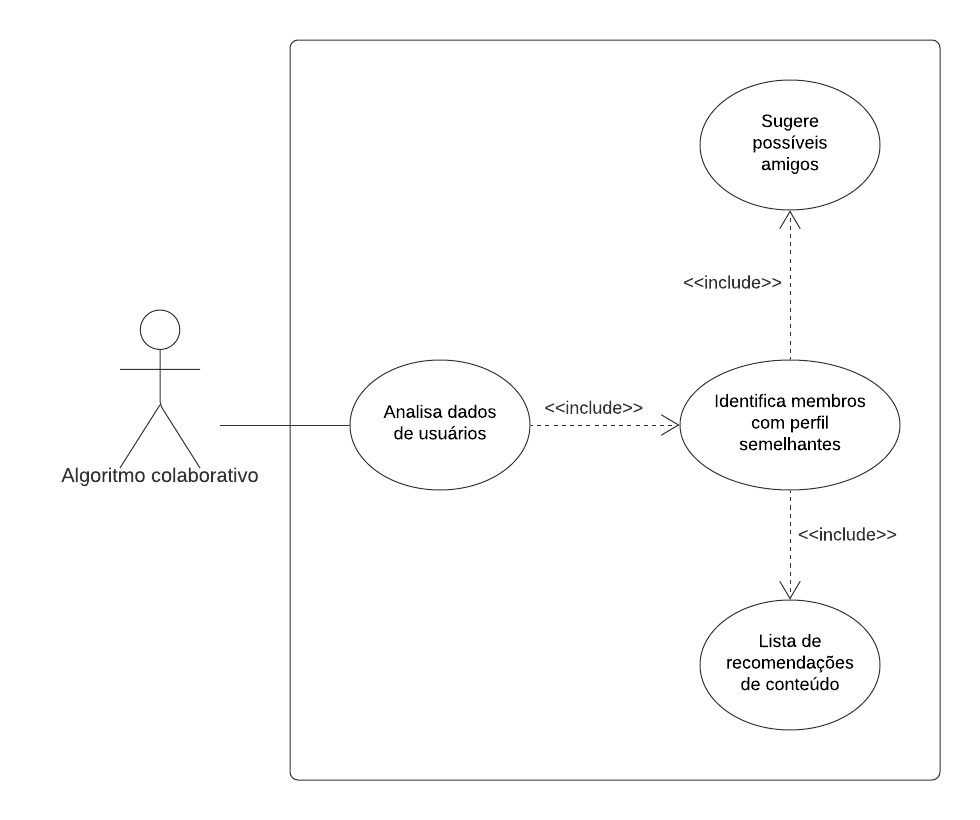 Sugere
possíveis
amigos
<<include>>
Identifica membros
com perfil
semelhantes
Analisa dados
de usuários
<<include>>
Algoritmo colaborativo
<<include>>
Lista de
recomendações
de conteúdo